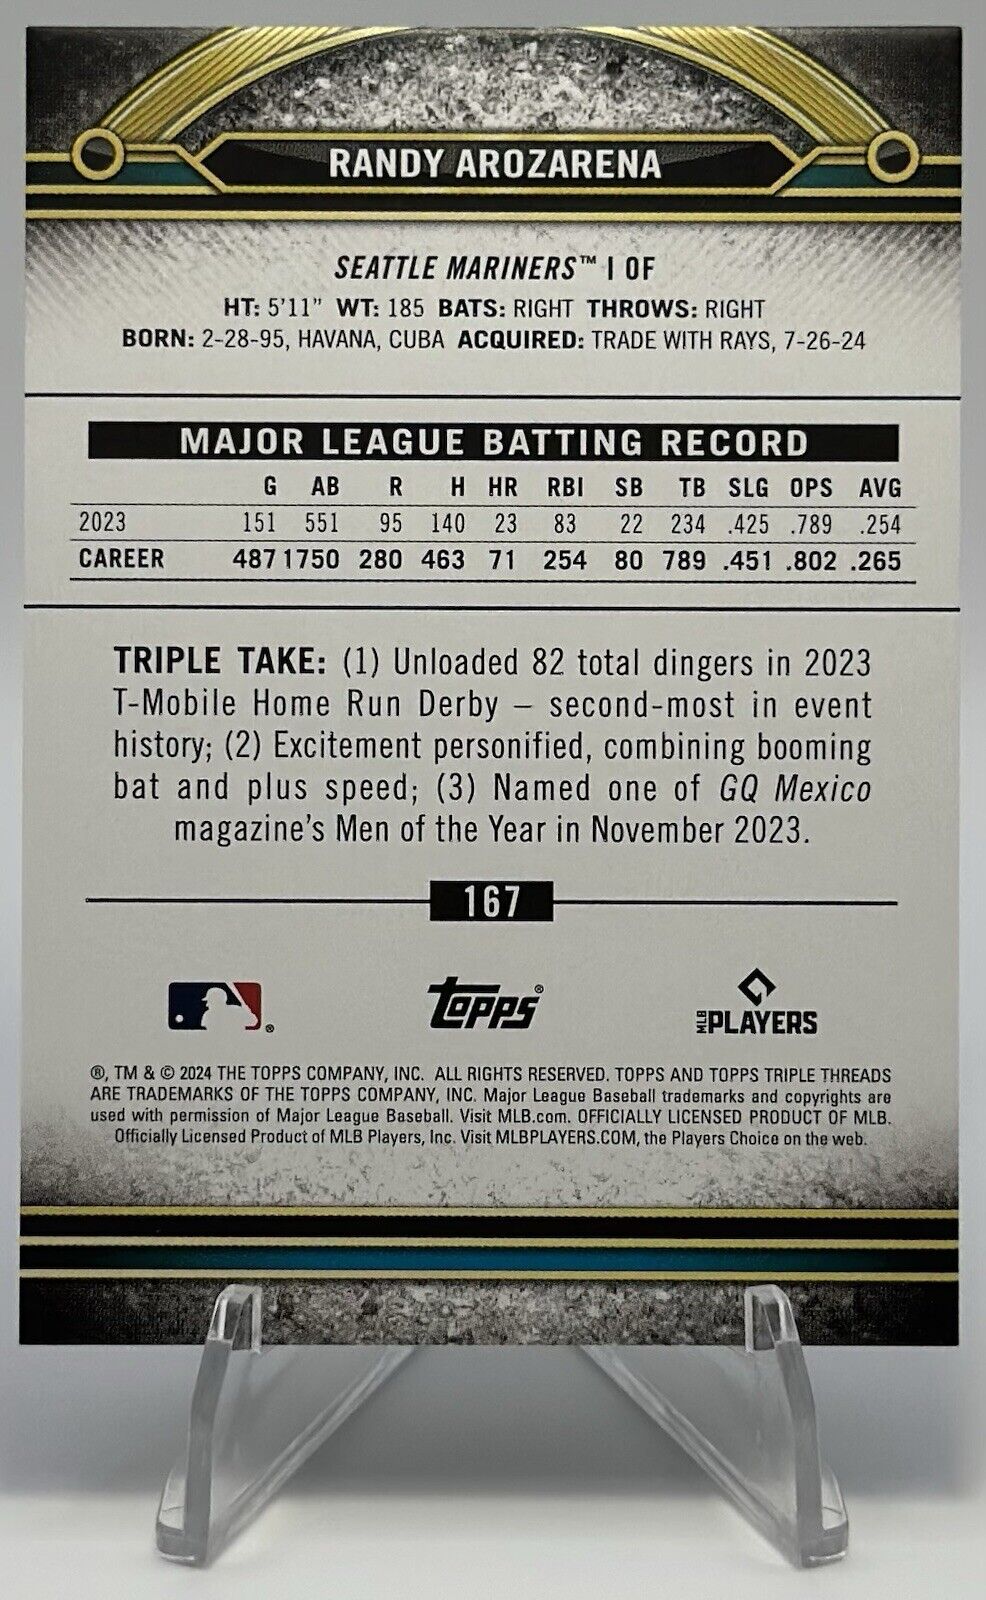 RANDY AROZARENA
SEATTLE MARINERS™ | OF
HT: 5'11" WT: 185 BATS: RIGHT THROWS: RIGHT
BORN: 2-28-95, HAVANA, CUBA ACQUIRED: TRADE WITH RAYS, 7-26-24
MAJOR LEAGUE BATTING RECORD
G AB R H HR RBI SB TB SLG OPS AVG
2023 151 551 95 140 23 83 22 234 .425 .789 .254
CAREER 487 1750 280 463 71 254 80 789 .451 .802 .265
TRIPLE TAKE: (1) Unloaded 82 total dingers in 2023
T-Mobile Home Run Derby – second-most in event
history; (2) Excitement personified, combining booming
bat and plus speed; (3) Named one of GQ Mexico
magazine's Men of the Year in November 2023.
167
®
Topps®
MLB PLAYERS
®, TM & © 2024 THE TOPPS COMPANY, INC. ALL RIGHTS RESERVED. TOPPS AND TOPPS TRIPLE THREADS
ARE TRADEMARKS OF THE TOPPS COMPANY, INC. Major League Baseball trademarks and copyrights are
used with permission of Major League Baseball. Visit MLB.com. OFFICIALLY LICENSED PRODUCT OF MLB.
Officially Licensed Product of MLB Players, Inc. Visit MLBPLAYERS.COM, the Players Choice on the web.